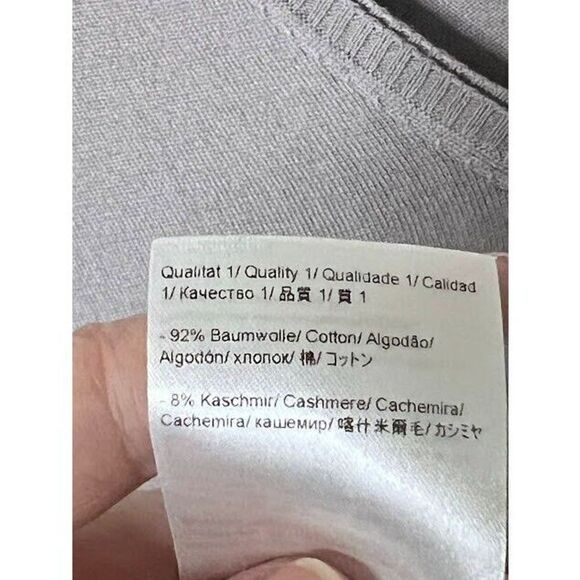 Qualität 1/ Quality 1/ Qualidade 1/ Calidad
1/ Качество 1/ 品質 1/ 質 1
- 92% Baumwolle/ Cotton/ Algodão/
Algodón/ хлопок/ 棉/ コットン
- 8% Kaschmir/ Cashmere/ Cachemira/
Cachemira/ кашемир/ 喀什米爾毛/ カシミヤ